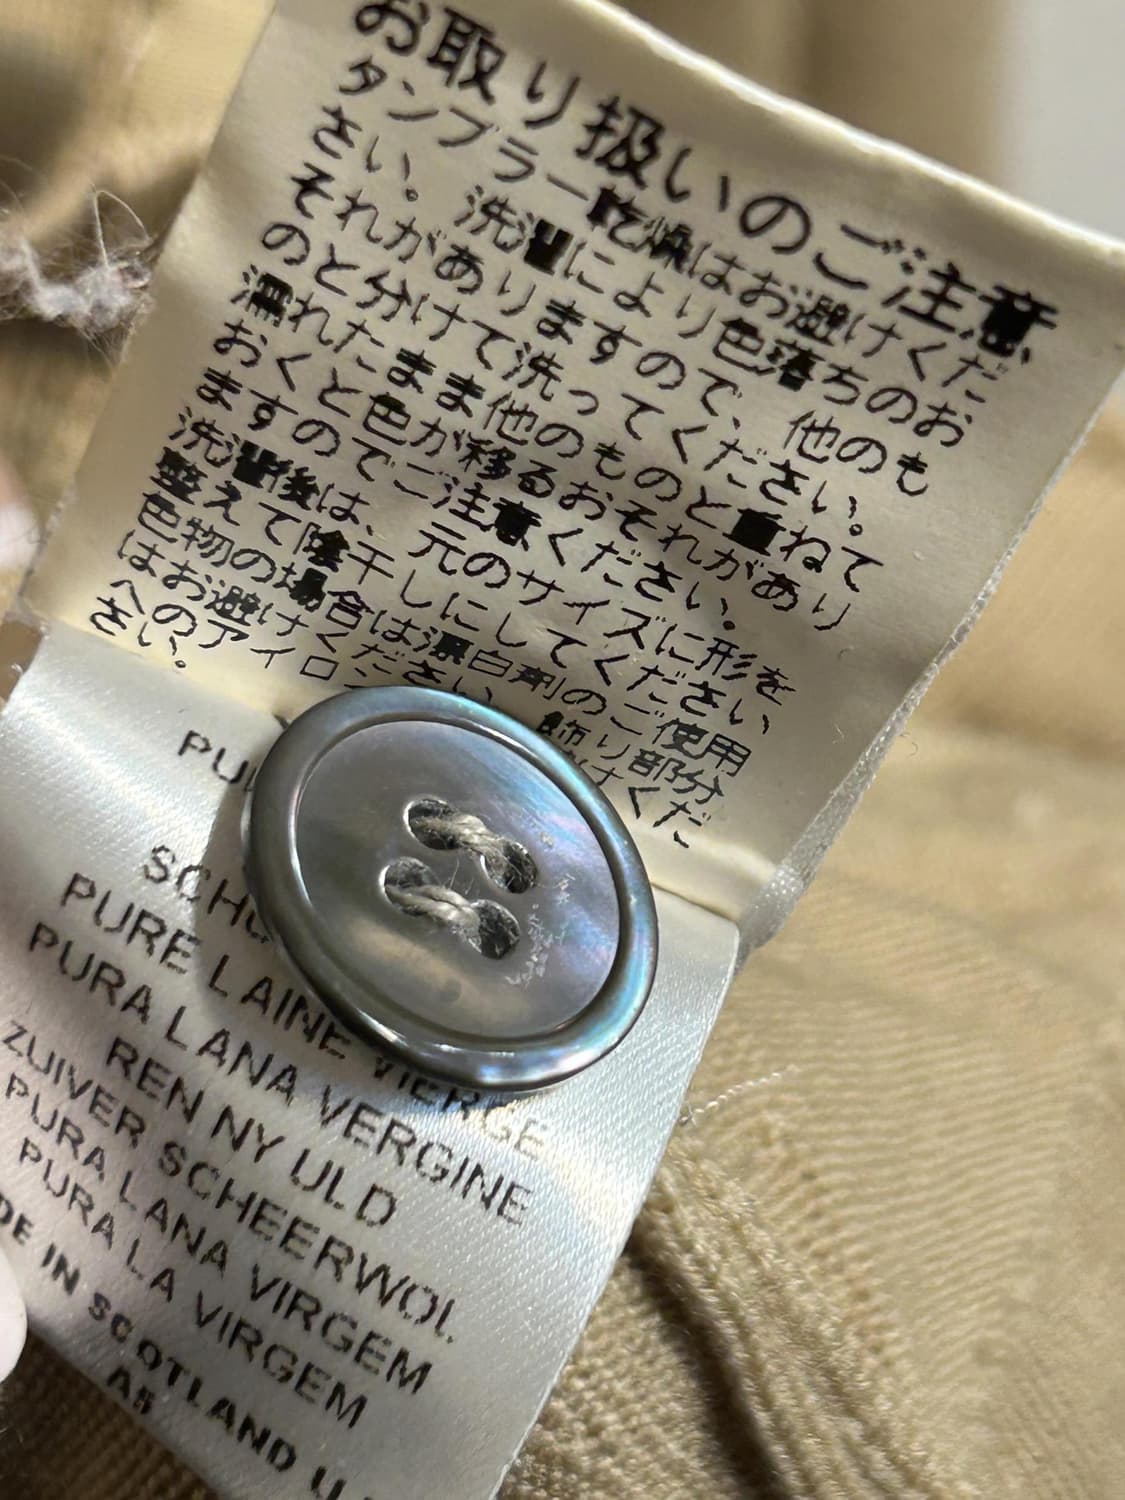 お取り扱いのご注意
タンブラー乾燥はお避けくだ
さい。洗濯により色落ちのお
それがありますので、他のも
のと分けて洗ってください。
濡れたまま他のものと重ねて
おくと色が移るおそれがあり
ますのでご注意ください。
洗濯後は、元のサイズに形を
整えて陰干しにしてください。
色物の場合は漂白剤のご使用
はお避けください。飾り部分
へのアイロン けくだ
さい。
PU
SCHU
PURE LAINE VIERGE
PURA LANA VERGINE
REN NY ULD
ZUIVER SCHEERWOL
PURA LANA VIRGEM
PURA LA VIRGEM
DE IN SCOTLAND U
A5